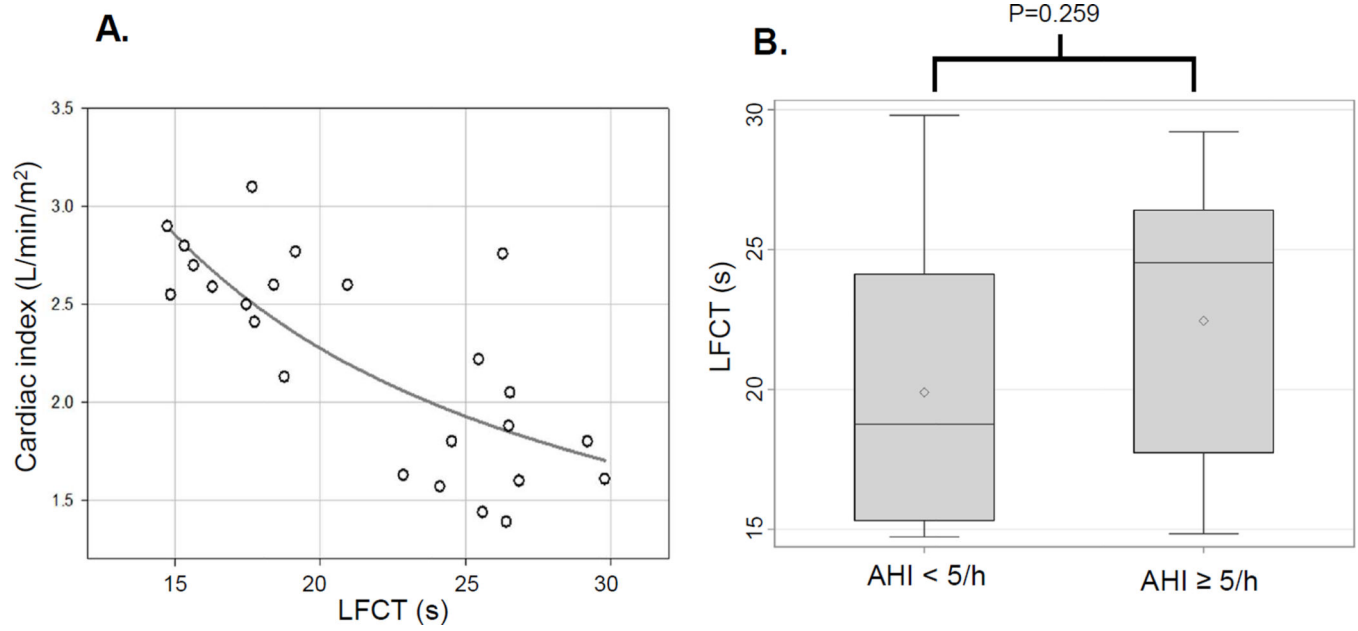 A.
Cardiac index (L/min/m²)
3.5
3.0
2.5
2.0
1.5
15 20 25 30
LFCT (s)
P=0.259
B.
LFCT (s)
30
25
20
15
AHI < 5/h AHI ≥ 5/h